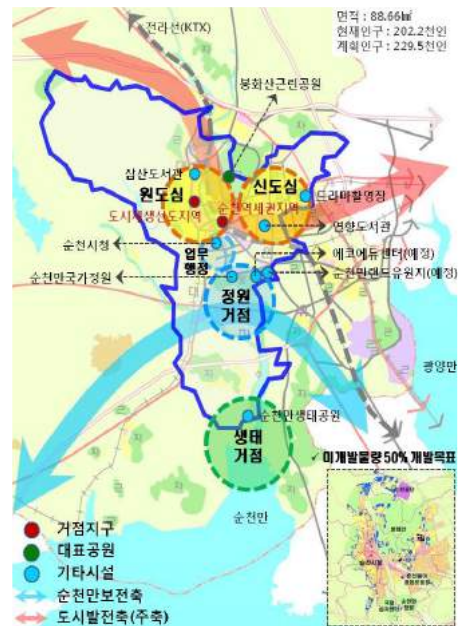 면적 : 88.66㎢
현재인구 : 202.2천인
계획인구 : 229.5천인
전라선(KTX)
봉화산근린공원
원도심
신도심
드라마촬영장
도시재생선도지역
순천역세권지역
연향도서관
순천시청
업무
행정
에코에듀센터(예정)
순천만국가정원
순천만랜드유원지(예정)
정원
거점
광양만
순천만생태공원
생태
거점
✓ 미개발물량 50% 개발목표
순천만
거점지구
대표공원
기타시설
순천만보전축
도시발전축(주축)